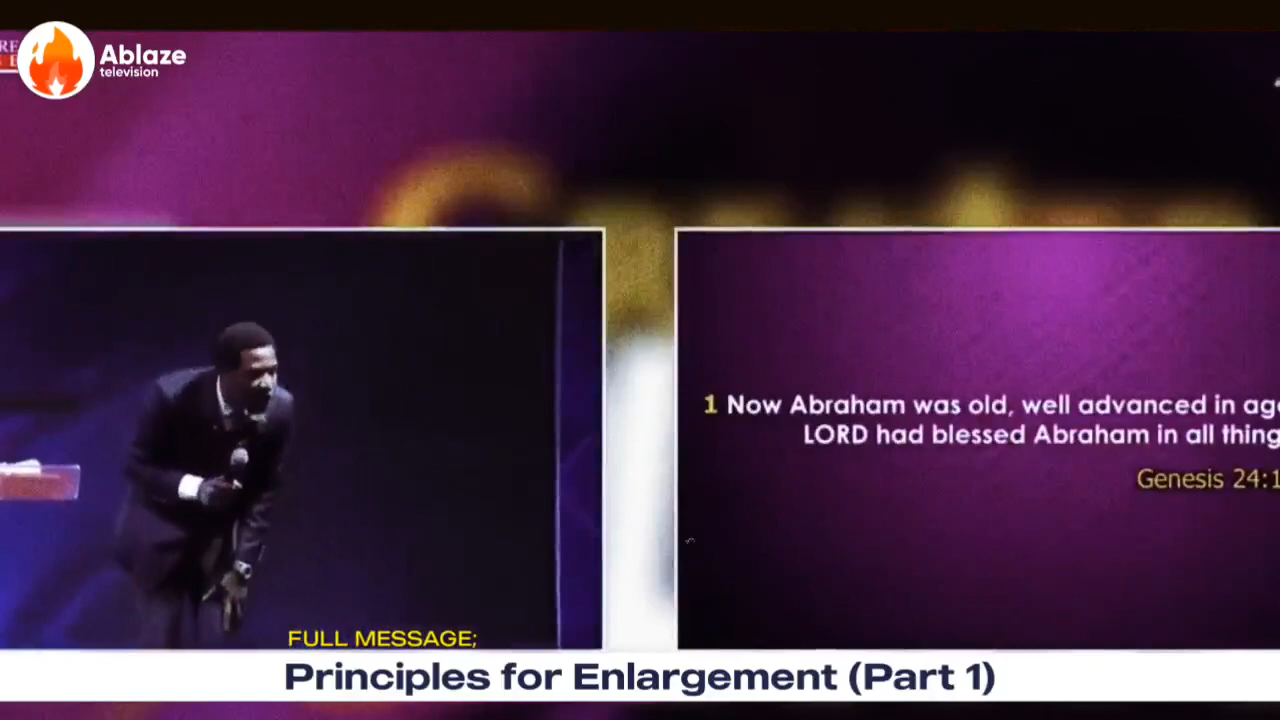 Ablaze
television
1 Now Abraham was old, well advanced in age
LORD had blessed Abraham in all thing
Genesis 24:1
FULL MESSAGE;
Principles for Enlargement (Part 1)